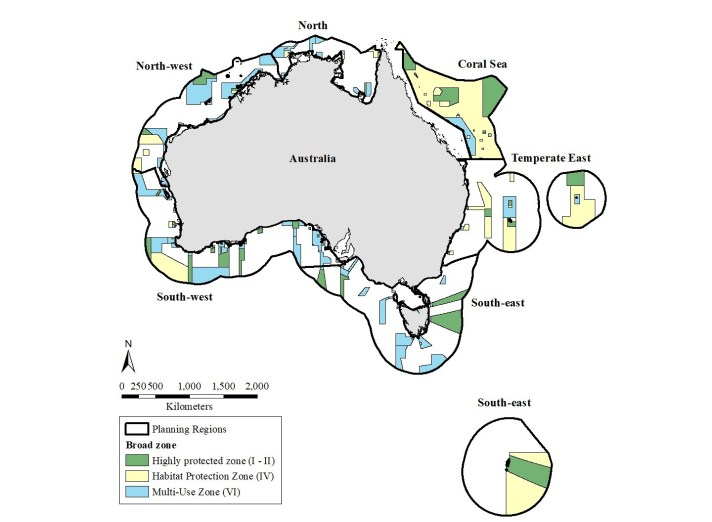 North
North-west
Coral Sea
Australia
Temperate East
South-west
South-east
N
0 250 500 1,000 1,500 2,000
Kilometers
South-east
Planning Regions
Broad zone
Highly protected zone (I - II)
Habitat Protection Zone (IV)
Multi-Use Zone (VI)